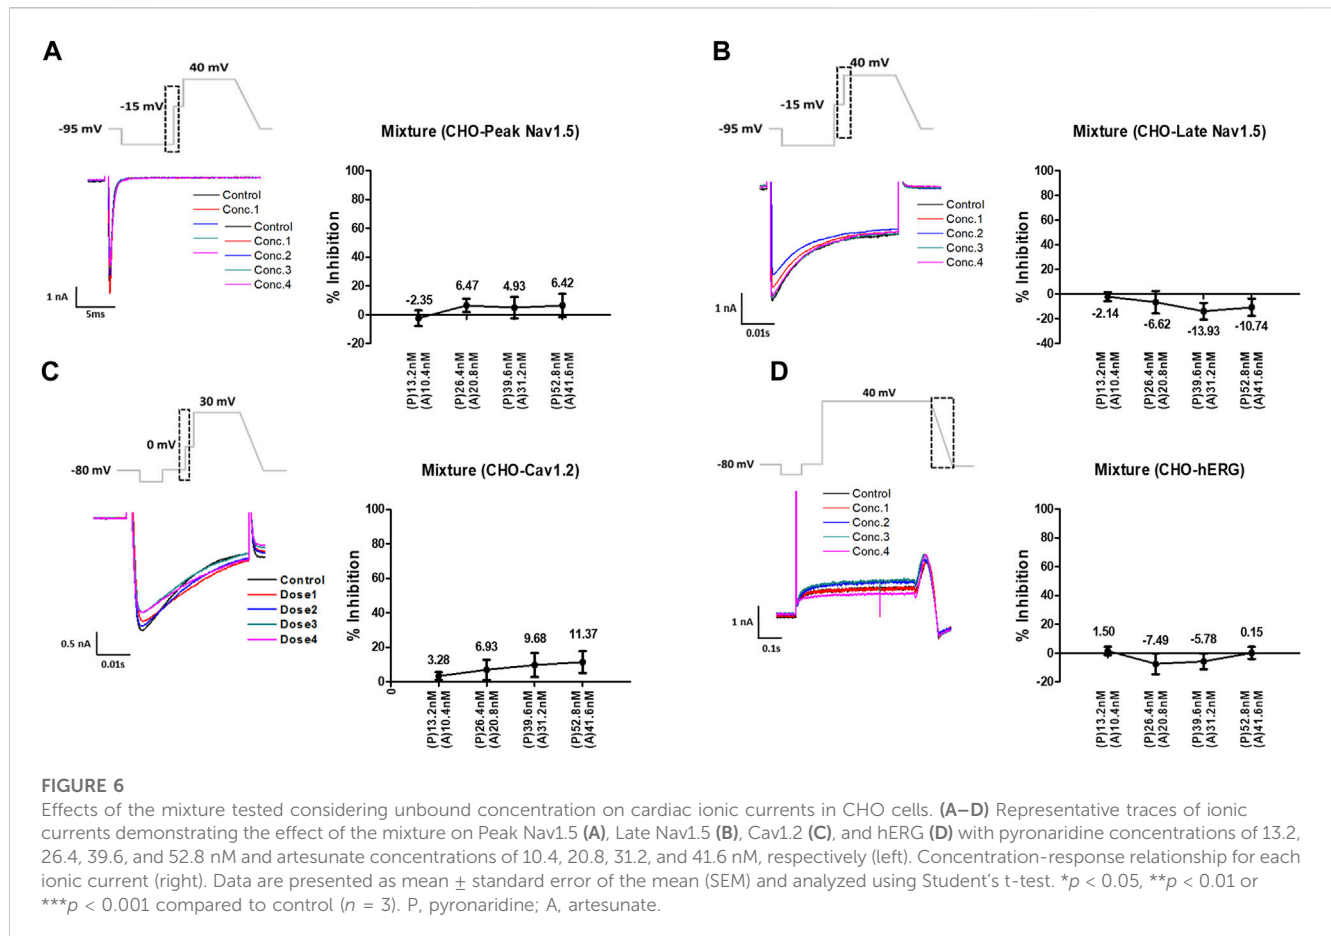 A
40 mV
-15 mV
-95 mV
Control
Conc.1
Control
Conc.1
Conc.2
Conc.3
Conc.4
1 nA
5ms
Mixture (CHO-Peak Nav1.5)
% Inhibition
100
80
60
40
20
0
-20
-2.35
6.47
4.93
6.42
(P)13.2nM
(A)10.4nM
(P)26.4nM
(A)20.8nM
(P)39.6nM
(A)31.2nM
(P)52.8nM
(A)41.6nM
B
40 mV
-15 mV
-95 mV
Control
Conc.1
Conc.2
Conc.3
Conc.4
1 nA
0.01s
Mixture (CHO-Late Nav1.5)
% Inhibition
100
80
60
40
20
0
-20
-40
-2.14
-6.62
-13.93
-10.74
(P)13.2nM
(A)10.4nM
(P)26.4nM
(A)20.8nM
(P)39.6nM
(A)31.2nM
(P)52.8nM
(A)41.6nM
C
30 mV
0 mV
-80 mV
Control
Dose1
Dose2
Dose3
Dose4
0.5 nA
0.01s
Mixture (CHO-Cav1.2)
% Inhibition
100
80
60
40
20
0
3.28
6.93
9.68
11.37
0
(P)13.2nM
(A)10.4nM
(P)26.4nM
(A)20.8nM
(P)39.6nM
(A)31.2nM
(P)52.8nM
(A)41.6nM
D
40 mV
-80 mV
Control
Conc.1
Conc.2
Conc.3
Conc.4
1 nA
0.1s
Mixture (CHO-hERG)
% Inhibition
100
80
60
40
20
0
-20
1.50
-7.49
-5.78
0.15
(P)13.2nM
(A)10.4nM
(P)26.4nM
(A)20.8nM
(P)39.6nM
(A)31.2nM
(P)52.8nM
(A)41.6nM
FIGURE 6
Effects of the mixture tested considering unbound concentration on cardiac ionic currents in CHO cells. (A–D) Representative traces of ionic
currents demonstrating the effect of the mixture on Peak Nav1.5 (A), Late Nav1.5 (B), Cav1.2 (C), and hERG (D) with pyronaridine concentrations of 13.2,
26.4, 39.6, and 52.8 nM and artesunate concentrations of 10.4, 20.8, 31.2, and 41.6 nM, respectively (left). Concentration-response relationship for each
ionic current (right). Data are presented as mean ± standard error of the mean (SEM) and analyzed using Student’s t-test. *p < 0.05, **p < 0.01 or
***p < 0.001 compared to control (n = 3). P, pyronaridine; A, artesunate.